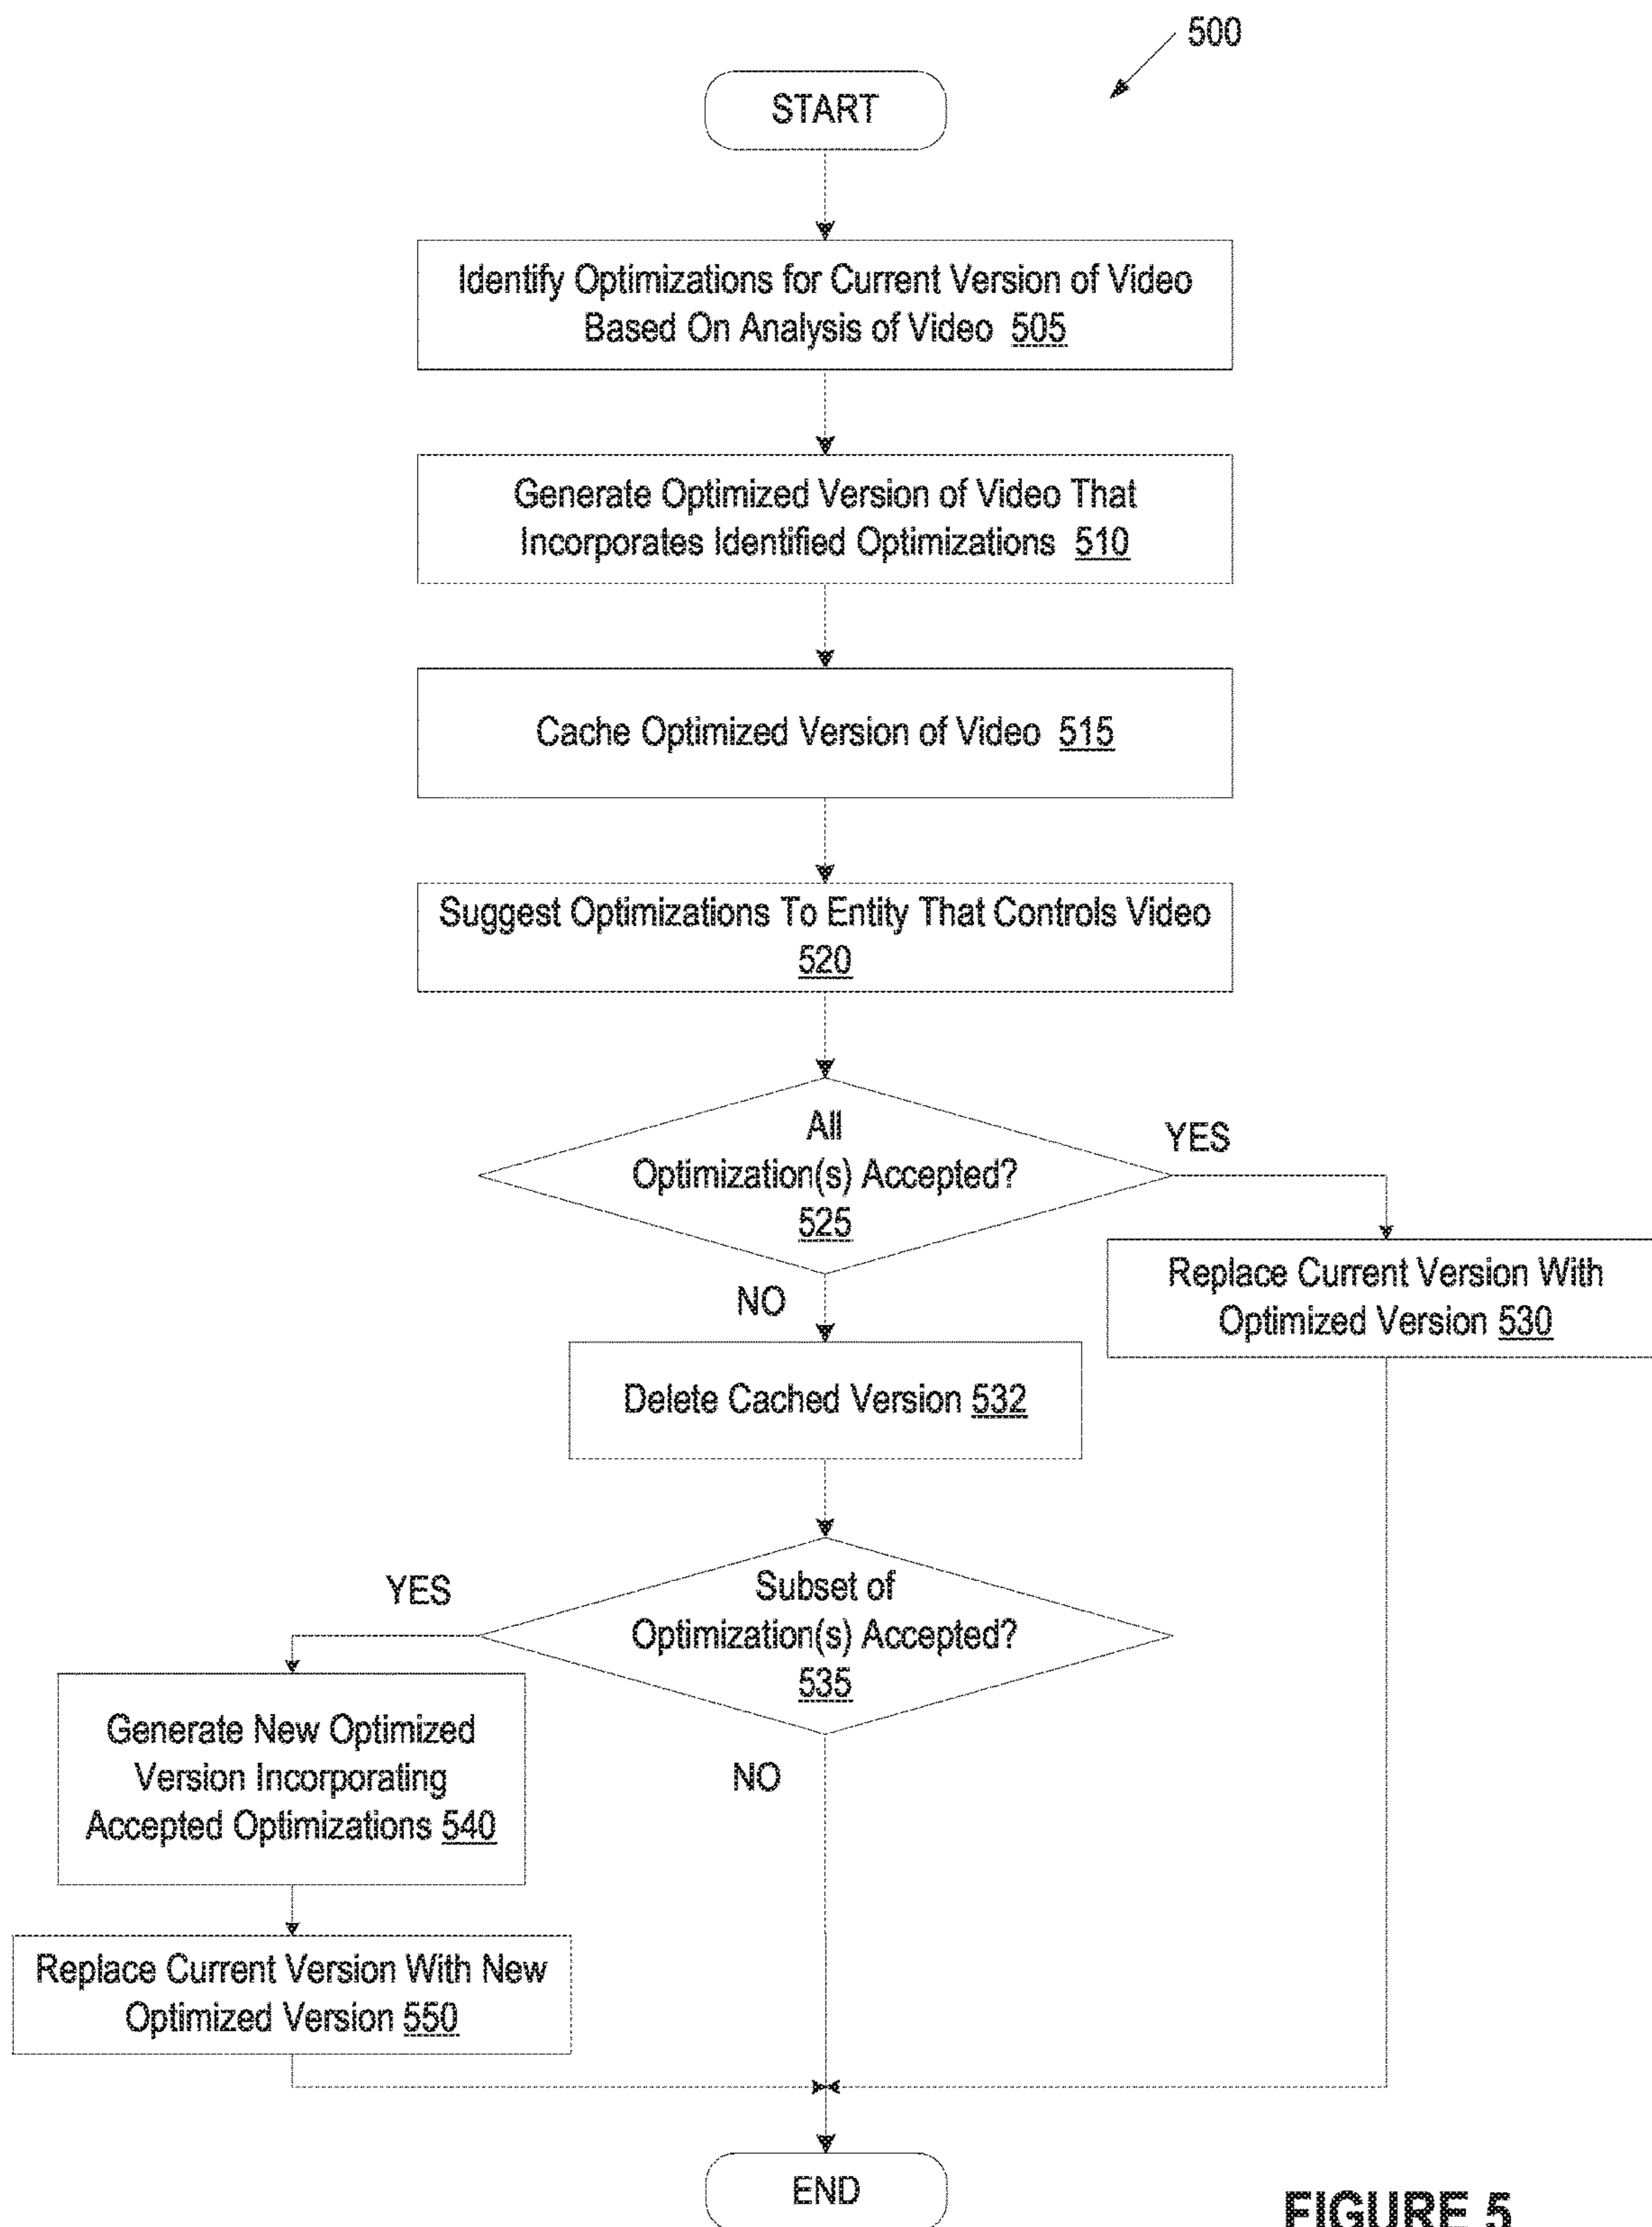 500
START
Identify Optimizations for Current Version of Video
Based On Analysis of Video 505
Generate Optimized Version of Video That
Incorporates Identified Optimizations 510
Cache Optimized Version of Video 515
Suggest Optimizations To Entity That Controls Video
520
All
Optimization(s) Accepted?
525
YES
NO
Replace Current Version With
Optimized Version 530
Delete Cached Version 532
Subset of
Optimization(s) Accepted?
535
YES
NO
Generate New Optimized
Version Incorporating
Accepted Optimizations 540
Replace Current Version With New
Optimized Version 550
END
FIGURE 5